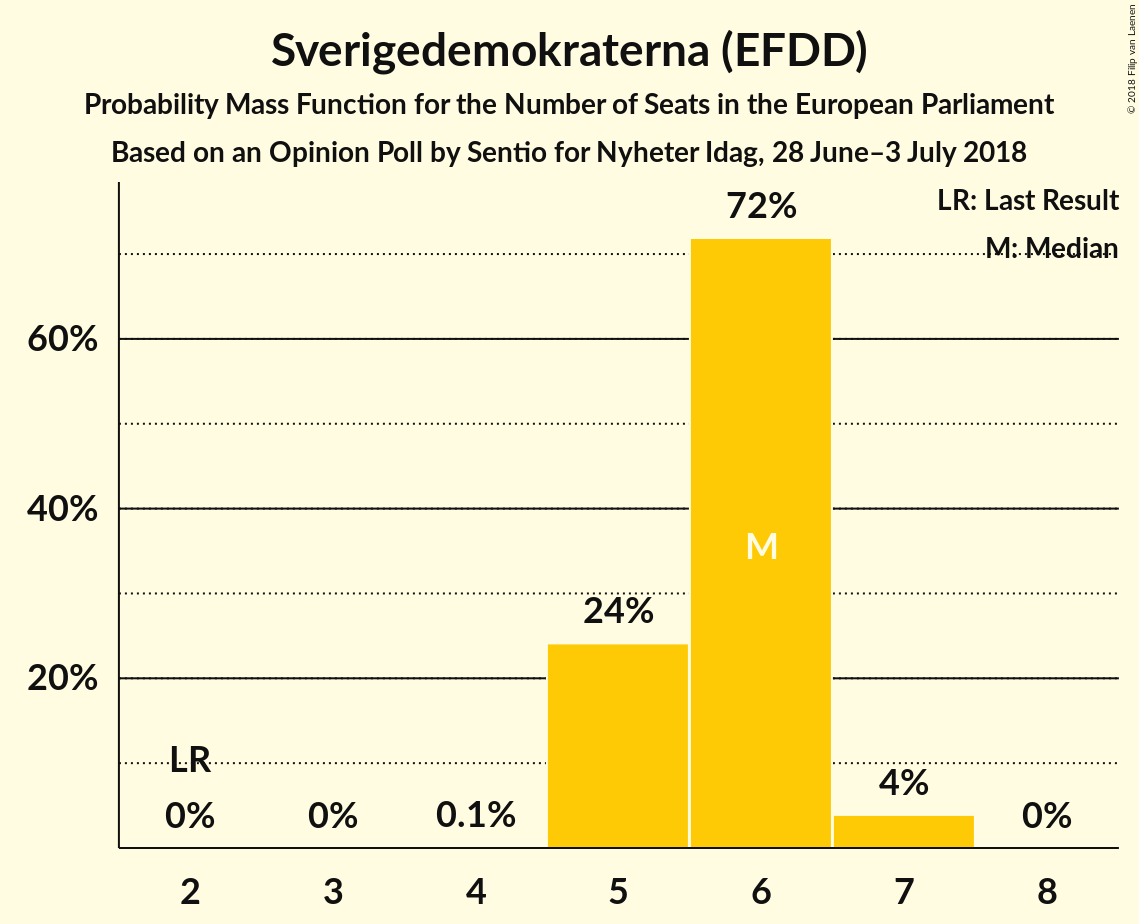 Sverigedemokraterna (EFDD)
Probability Mass Function for the Number of Seats in the European Parliament
Based on an Opinion Poll by Sentio for Nyheter Idag, 28 June–3 July 2018
© 2018 Filip van Laenen
LR: Last Result
M: Median
72%
60%
40%
M
24%
20%
LR
0%
0%
0.1%
4%
0%
2
3
4
5
6
7
8